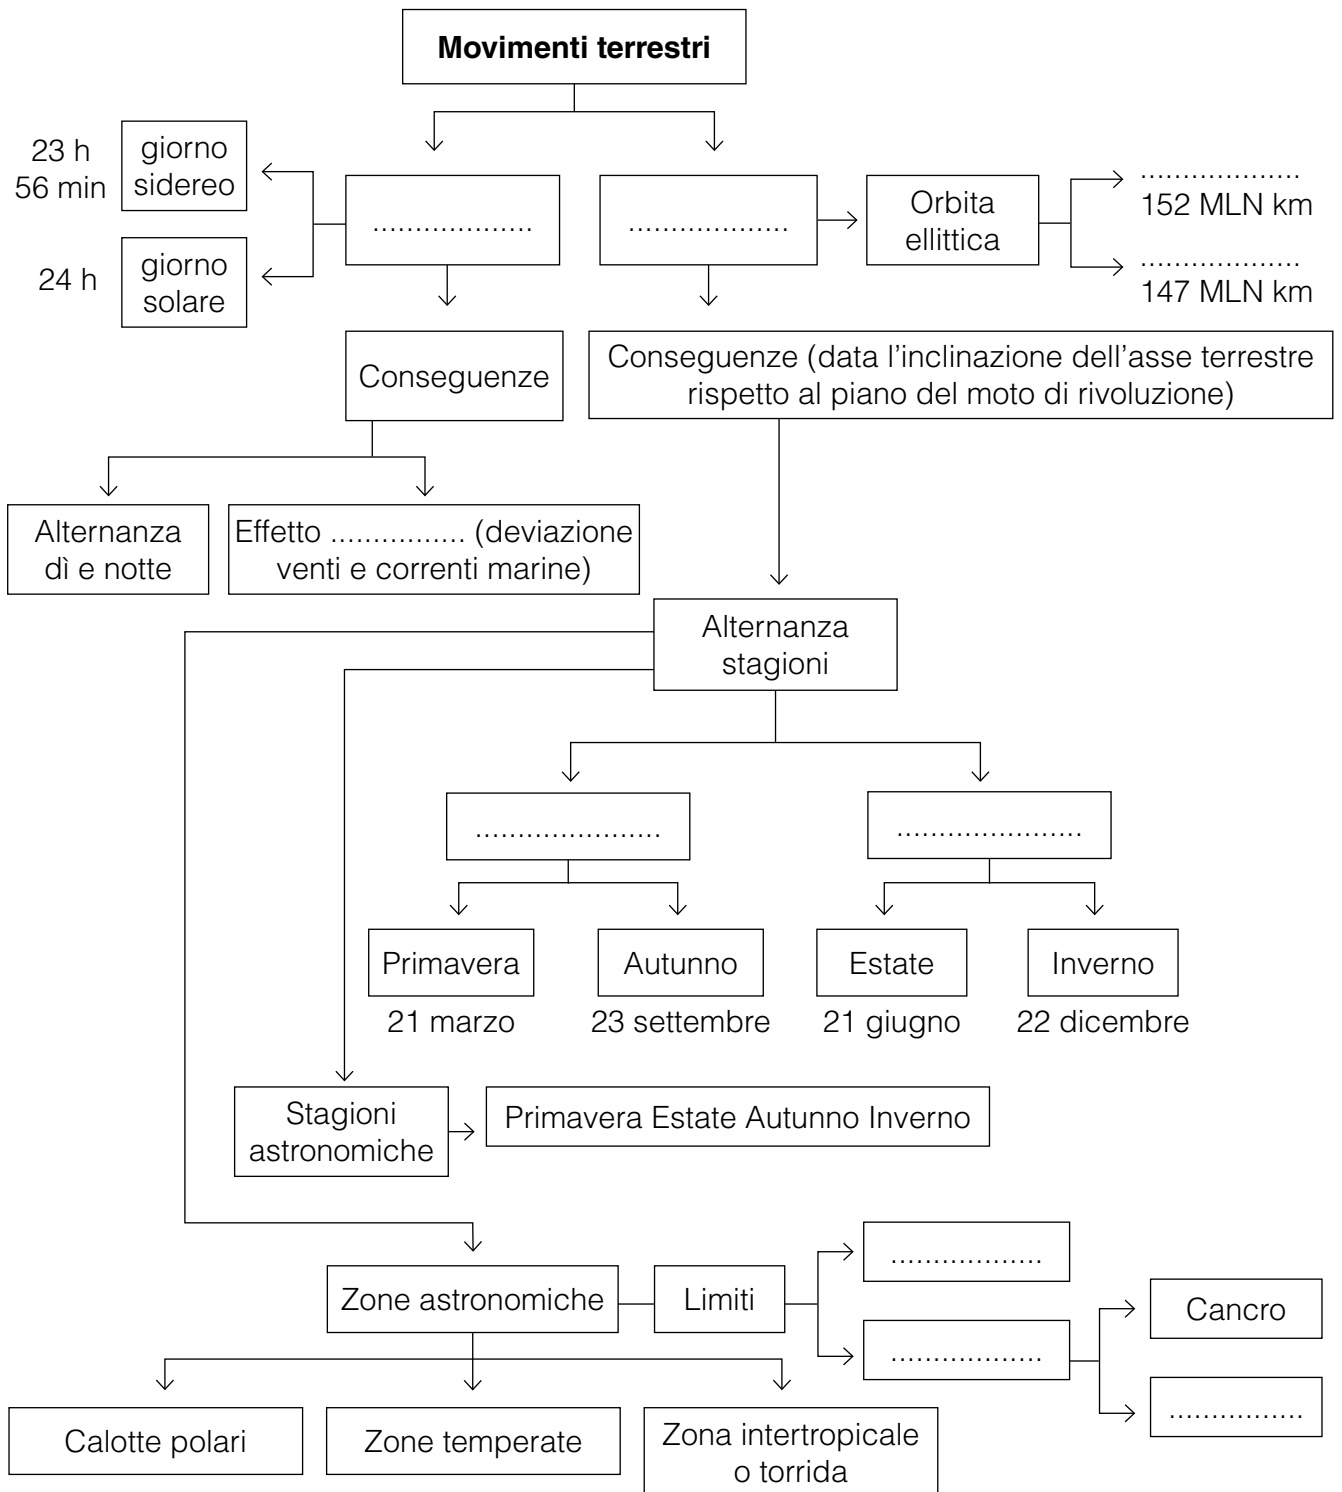 Movimenti terrestri
23 h
56 min
giorno
sidereo
24 h
giorno
solare
...................
...................
Orbita
ellittica
...................
152 MLN km
...................
147 MLN km
Conseguenze
Conseguenze (data l'inclinazione dell'asse terrestre
rispetto al piano del moto di rivoluzione)
Alternanza
dì e notte
Effetto ................ (deviazione
venti e correnti marine)
Alternanza
stagioni
......................
......................
Primavera
21 marzo
Autunno
23 settembre
Estate
21 giugno
Inverno
22 dicembre
Stagioni
astronomiche
Primavera Estate Autunno Inverno
Zone astronomiche
Limiti
..................
..................
Cancro
................
Calotte polari
Zone temperate
Zona intertropicale
o torrida